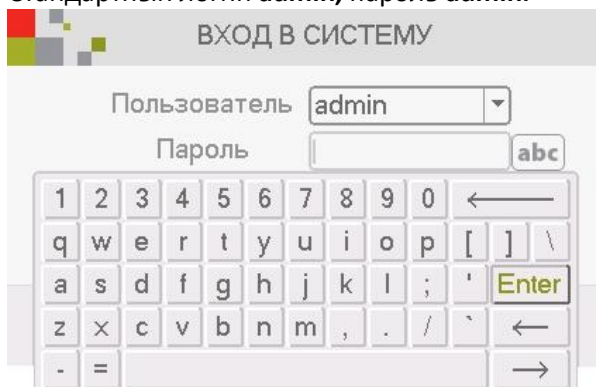 Стандартный логин admin, пароль admin.
ВХОД В СИСТЕМУ
Пользователь admin
Пароль abc
1 2 3 4 5 6 7 8 9 0 ←
q w e r t y u i o p [ ] \
a s d f g h j k l ; ' Enter
z x c v b n m , . / ` ←
- = →